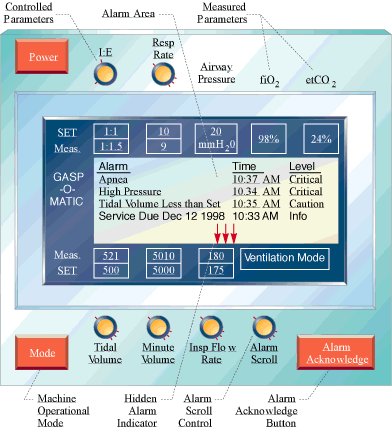 Controlled Parameters
Alarm Area
Measured Parameters
Power
I:E
Resp Rate
Airway Pressure
fiO2
etCO2
SET 1:1 10 20 mmH20 98% 24%
Meas. 1:1.5 9
GASP
-O-
MATIC
Alarm Time Level
Apnea 10:37 AM Critical
High Pressure 10.34 AM Critical
Tidal Volume Less than Set 10:35 AM Caution
Service Due Dec 12 1998 10:33 AM Info
Meas. 521 5010 180 Ventilation Mode
SET 500 5000 175
Mode
Tidal Volume
Minute Volume
Insp Flow Rate
Alarm Scroll
Alarm Acknowledge
Machine Operational Mode
Hidden Alarm Indicator
Alarm Scroll Control
Alarm Acknowledge Button